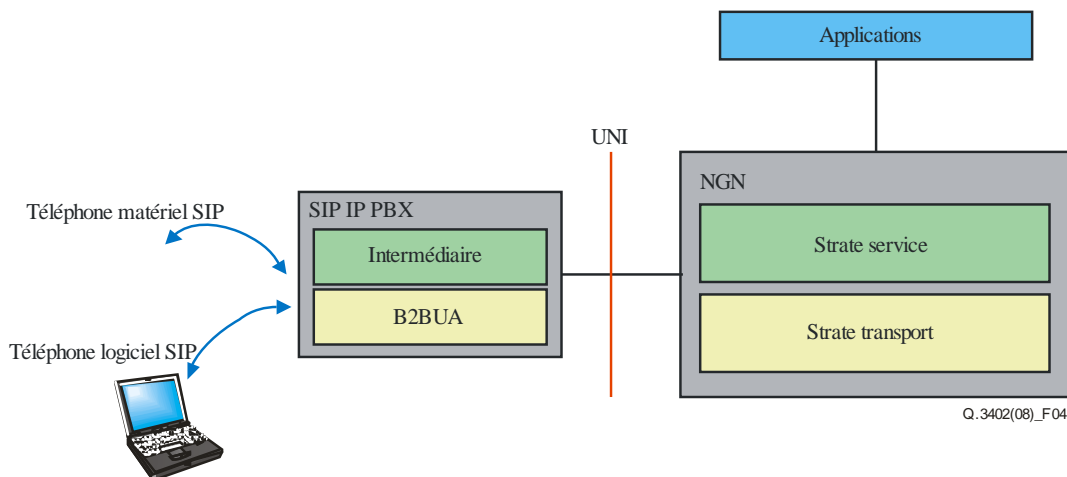 Applications
UNI
NGN
Téléphone matériel SIP
SIP IP PBX
Intermédiaire
Strate service
B2BUA
Strate transport
Téléphone logiciel SIP
Q.3402(08)_F04